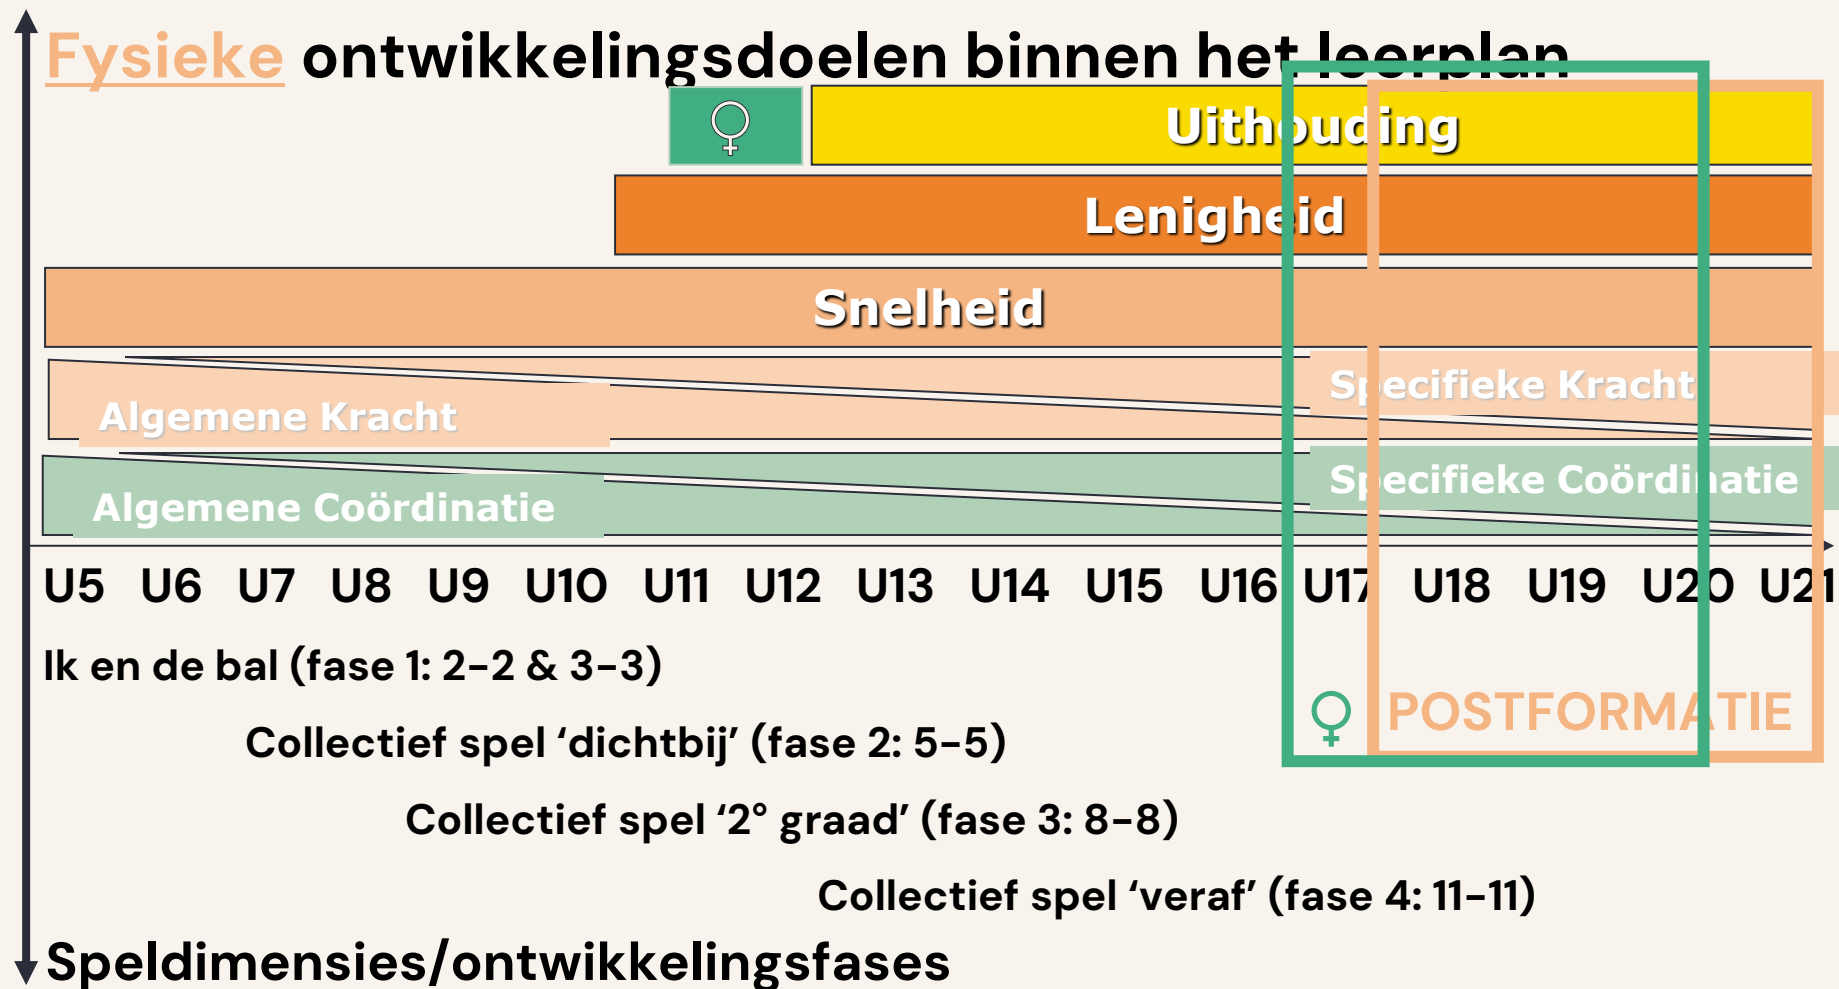 Fysieke ontwikkelingsdoelen binnen het leerplan
Uithouding
Lenigheid
Snelheid
Specifieke Kracht
Algemene Kracht
Specifieke Coördinatie
Algemene Coördinatie
U5 U6 U7 U8 U9 U10 U11 U12 U13 U14 U15 U16 U17 U18 U19 U20 U21
Ik en de bal (fase 1: 2-2 & 3-3)
♀ POSTFORMATIE
Collectief spel ‘dichtbij’ (fase 2: 5-5)
Collectief spel ‘2° graad’ (fase 3: 8-8)
Collectief spel ‘veraf’ (fase 4: 11-11)
Speldimensies/ontwikkelingsfases